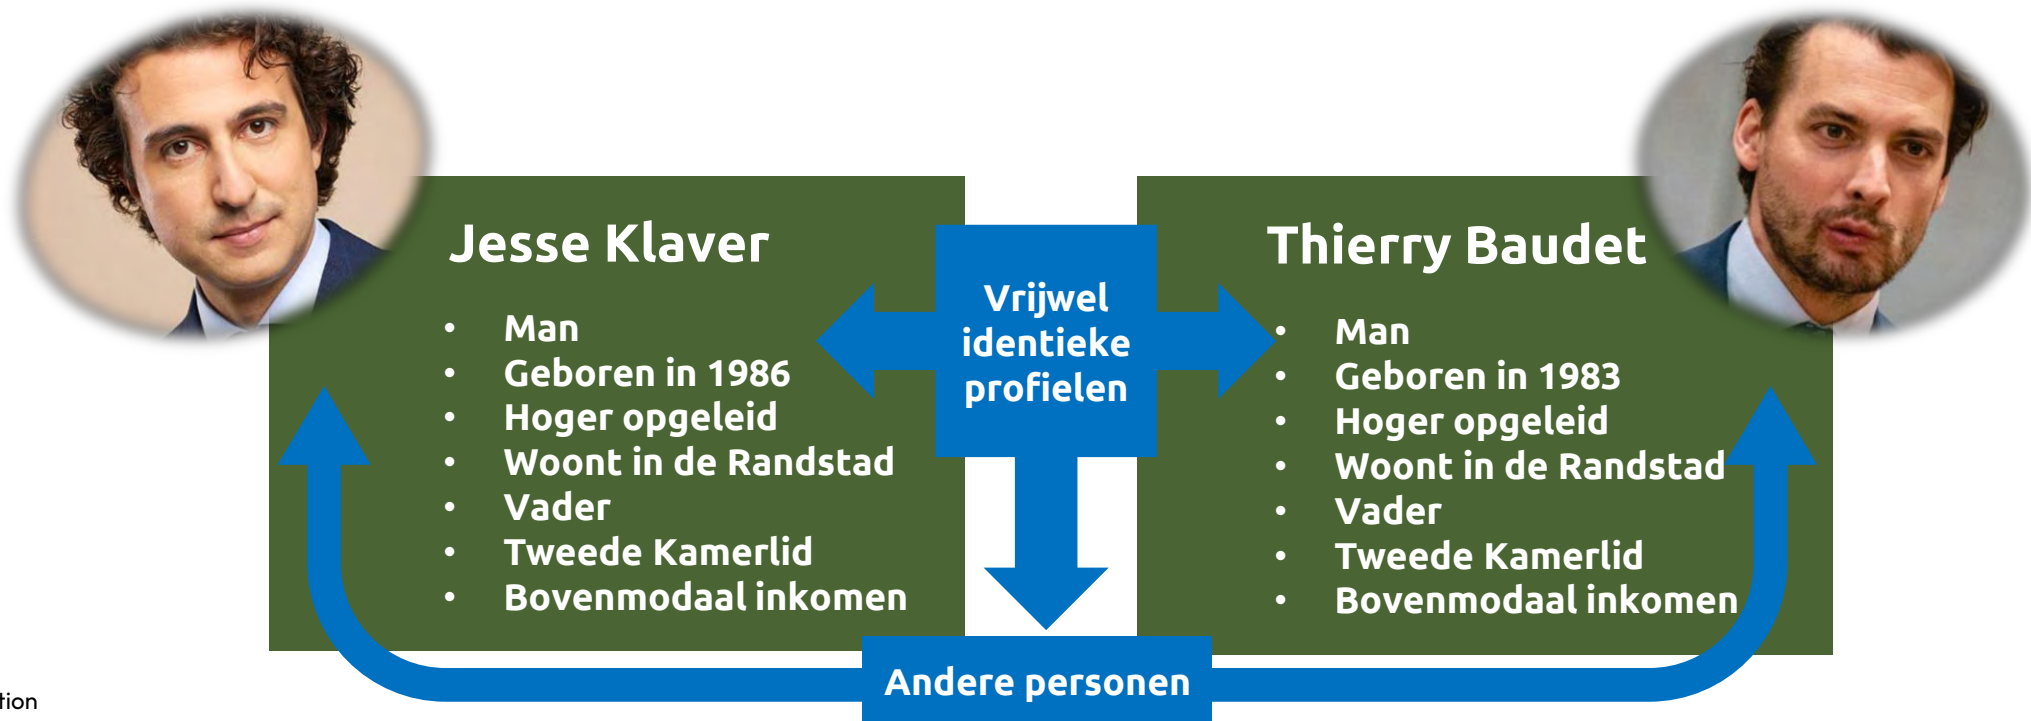 Jesse Klaver
• Man
• Geboren in 1986
• Hoger opgeleid
• Woont in de Randstad
• Vader
• Tweede Kamerlid
• Bovenmodaal inkomen
Vrijwel
identieke
profielen
Thierry Baudet
• Man
• Geboren in 1983
• Hoger opgeleid
• Woont in de Randstad
• Vader
• Tweede Kamerlid
• Bovenmodaal inkomen
Andere personen
tion